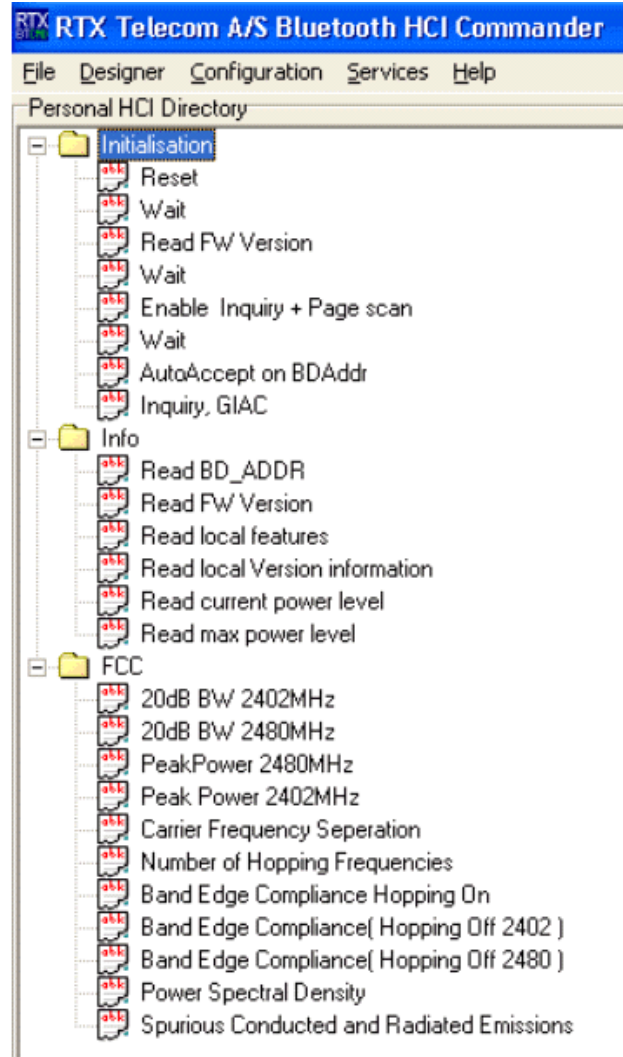 RTX Telecom A/S Bluetooth HCI Commander
File Designer Configuration Services Help
Personal HCI Directory
Initialisation
Reset
Wait
Read FW Version
Wait
Enable Inquiry + Page scan
Wait
AutoAccept on BDAddr
Inquiry, GIAC
Info
Read BD_ADDR
Read FW Version
Read local features
Read local Version information
Read current power level
Read max power level
FCC
20dB BW 2402MHz
20dB BW 2480MHz
PeakPower 2480MHz
Peak Power 2402MHz
Carrier Frequency Seperation
Number of Hopping Frequencies
Band Edge Compliance Hopping On
Band Edge Compliance( Hopping Off 2402 )
Band Edge Compliance( Hopping Off 2480 )
Power Spectral Density
Spurious Conducted and Radiated Emissions